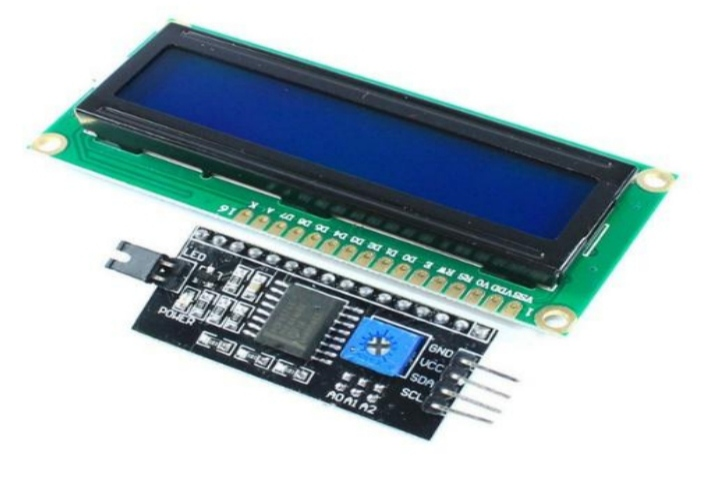 16
K
A
D7
D6
D5
D4
D3
D2
D1
D0
E
RW
RS
V0
VDD
VSS
1
LED
POWER
GND
VCC
SDA
SCL
A0 A1 A2